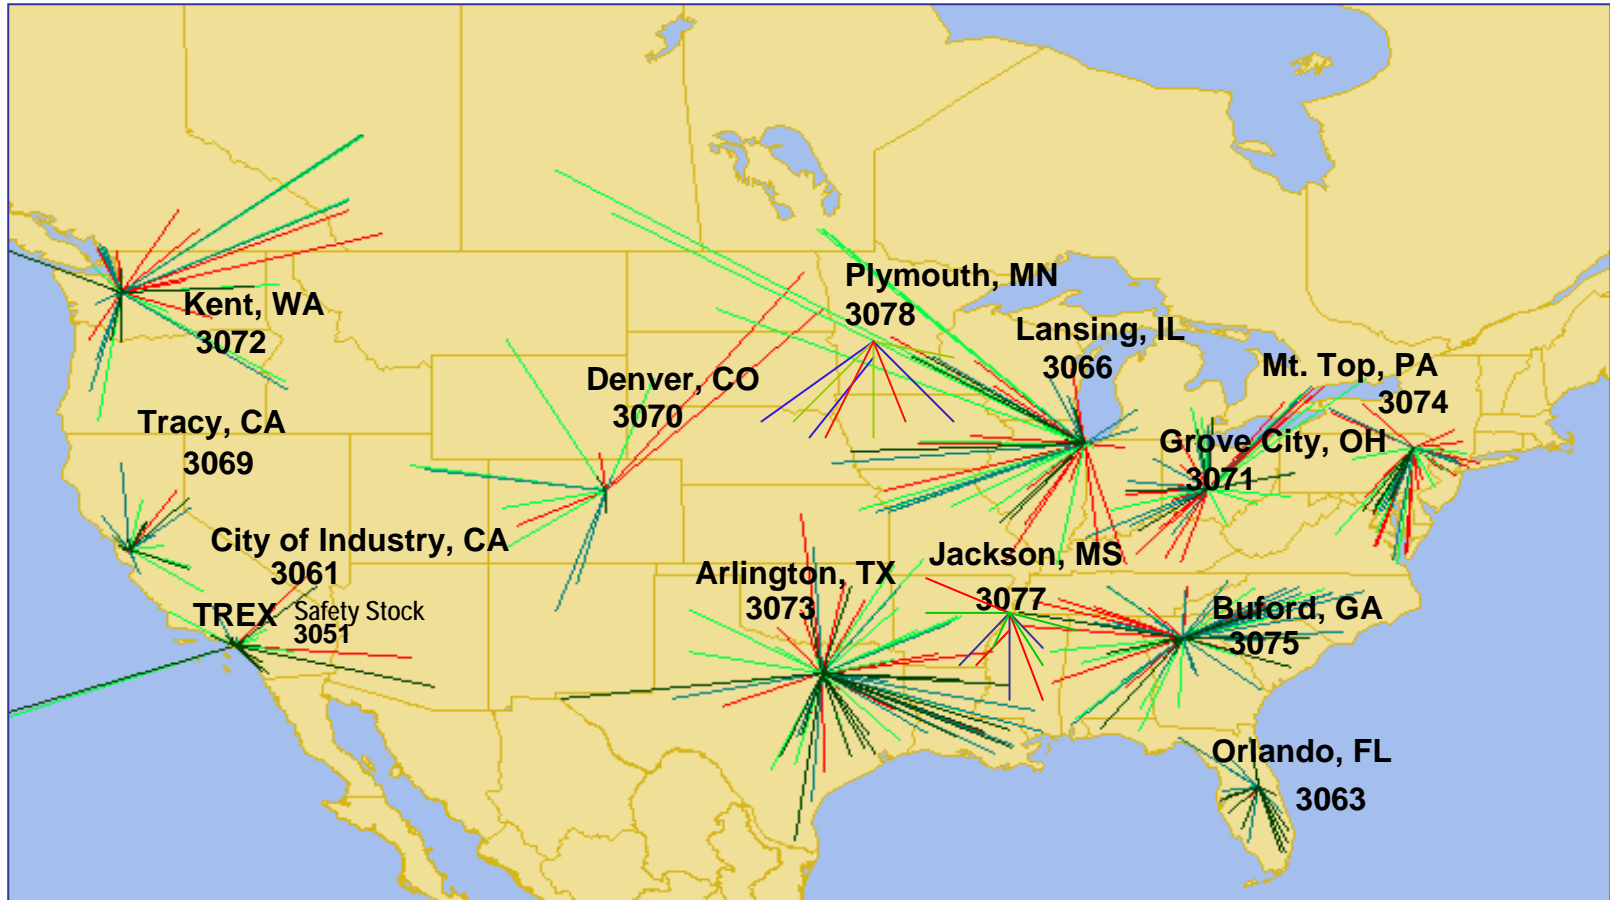 Plymouth, MN
3078
Kent, WA
3072
Lansing, IL
3066
Mt. Top, PA
3074
Denver, CO
3070
Tracy, CA
3069
Grove City, OH
3071
City of Industry, CA
3061
Jackson, MS
3077
Arlington, TX
3073
TREX Safety Stock
3051
Buford, GA
3075
Orlando, FL
3063